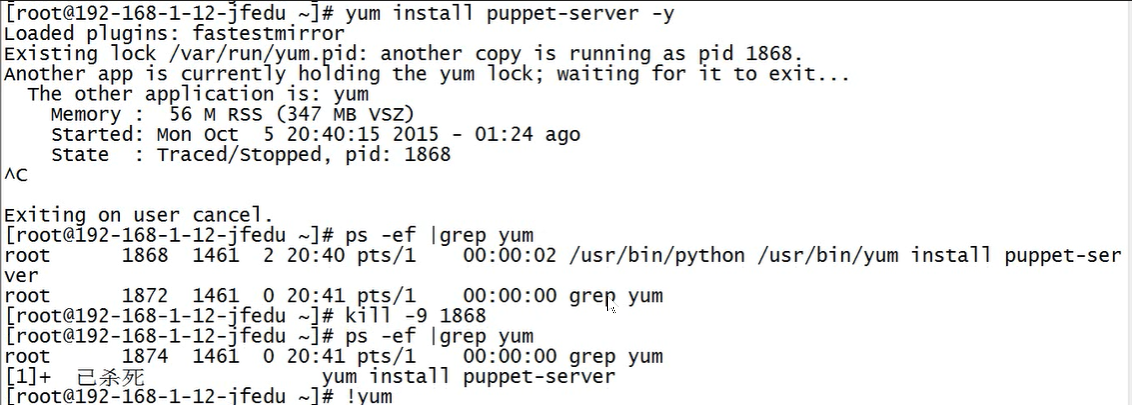 [root@192-168-1-12-jfedu ~]# yum install puppet-server -y
Loaded plugins: fastestmirror
Existing lock /var/run/yum.pid: another copy is running as pid 1868.
Another app is currently holding the yum lock; waiting for it to exit...
  The other application is: yum
    Memory :  56 M RSS (347 MB VSZ)
    Started: Mon Oct  5 20:40:15 2015 - 01:24 ago
    State  : Traced/Stopped, pid: 1868
^C
Exiting on user cancel.
[root@192-168-1-12-jfedu ~]# ps -ef |grep yum
root      1868  1461  2 20:40 pts/1    00:00:02 /usr/bin/python /usr/bin/yum install puppet-ser
ver
root      1872  1461  0 20:41 pts/1    00:00:00 grep yum
[root@192-168-1-12-jfedu ~]# kill -9 1868
[root@192-168-1-12-jfedu ~]# ps -ef |grep yum
root      1874  1461  0 20:41 pts/1    00:00:00 grep yum
[1]+  已杀死               yum install puppet-server
[root@192-168-1-12-jfedu ~]# !yum